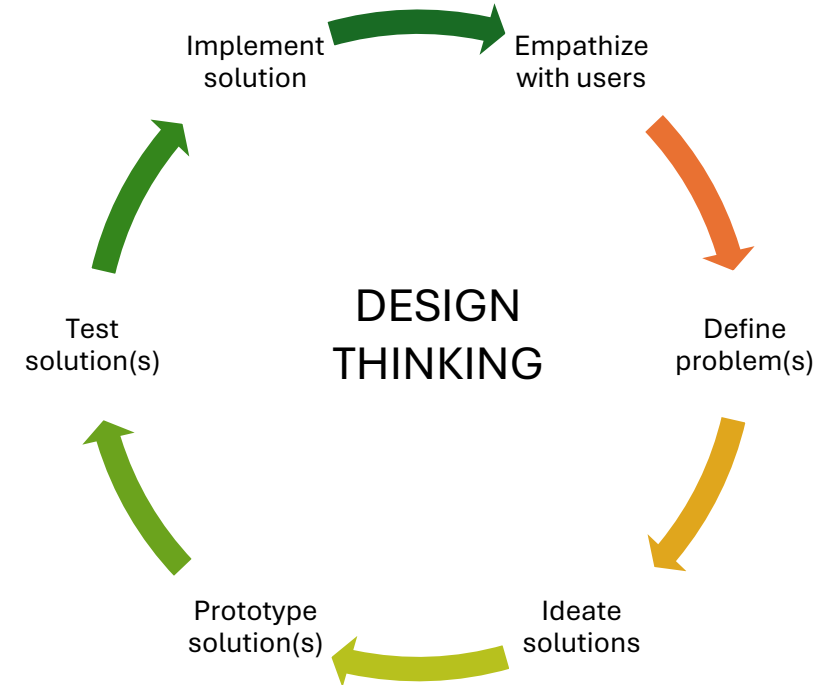 Implement
solution
Empathize
with users
DESIGN
THINKING
Test
solution(s)
Define
problem(s)
Prototype
solution(s)
Ideate
solutions